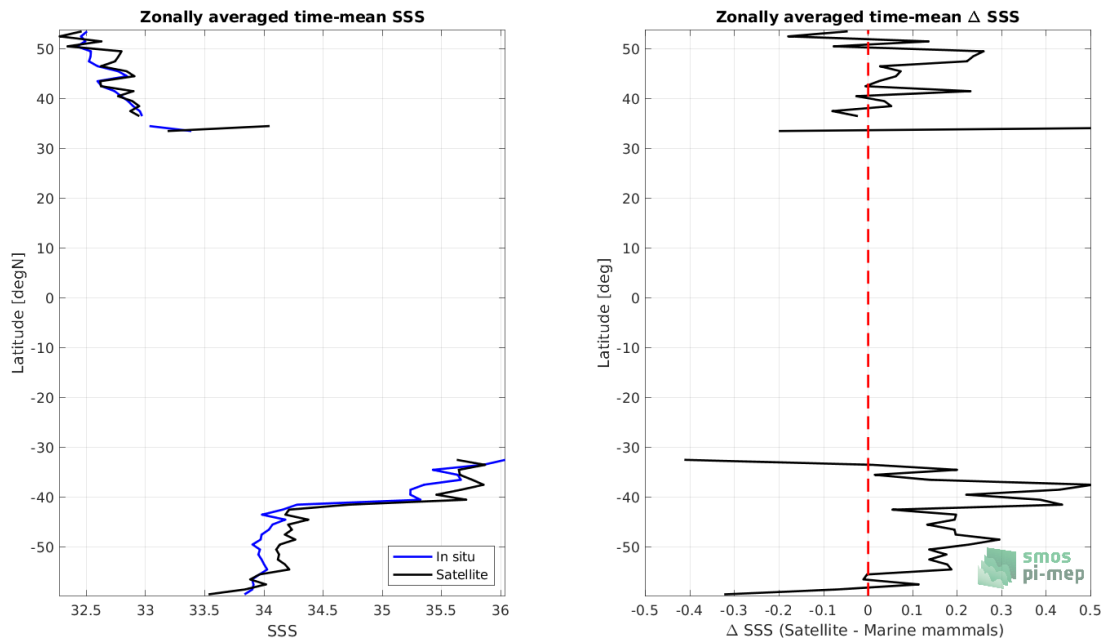 Zonally averaged time-mean SSS
50
40
30
20
10
0
-10
-20
-30
-40
-50
Latitude [degN]
32.5 33 33.5 34 34.5 35 35.5 36
SSS
In situ
Satellite
Zonally averaged time-mean Δ SSS
50
40
30
20
10
0
-10
-20
-30
-40
-50
Latitude [deg]
-0.5 -0.4 -0.3 -0.2 -0.1 0 0.1 0.2 0.3 0.4 0.5
Δ SSS (Satellite - Marine mammals)
smos
pi-mep